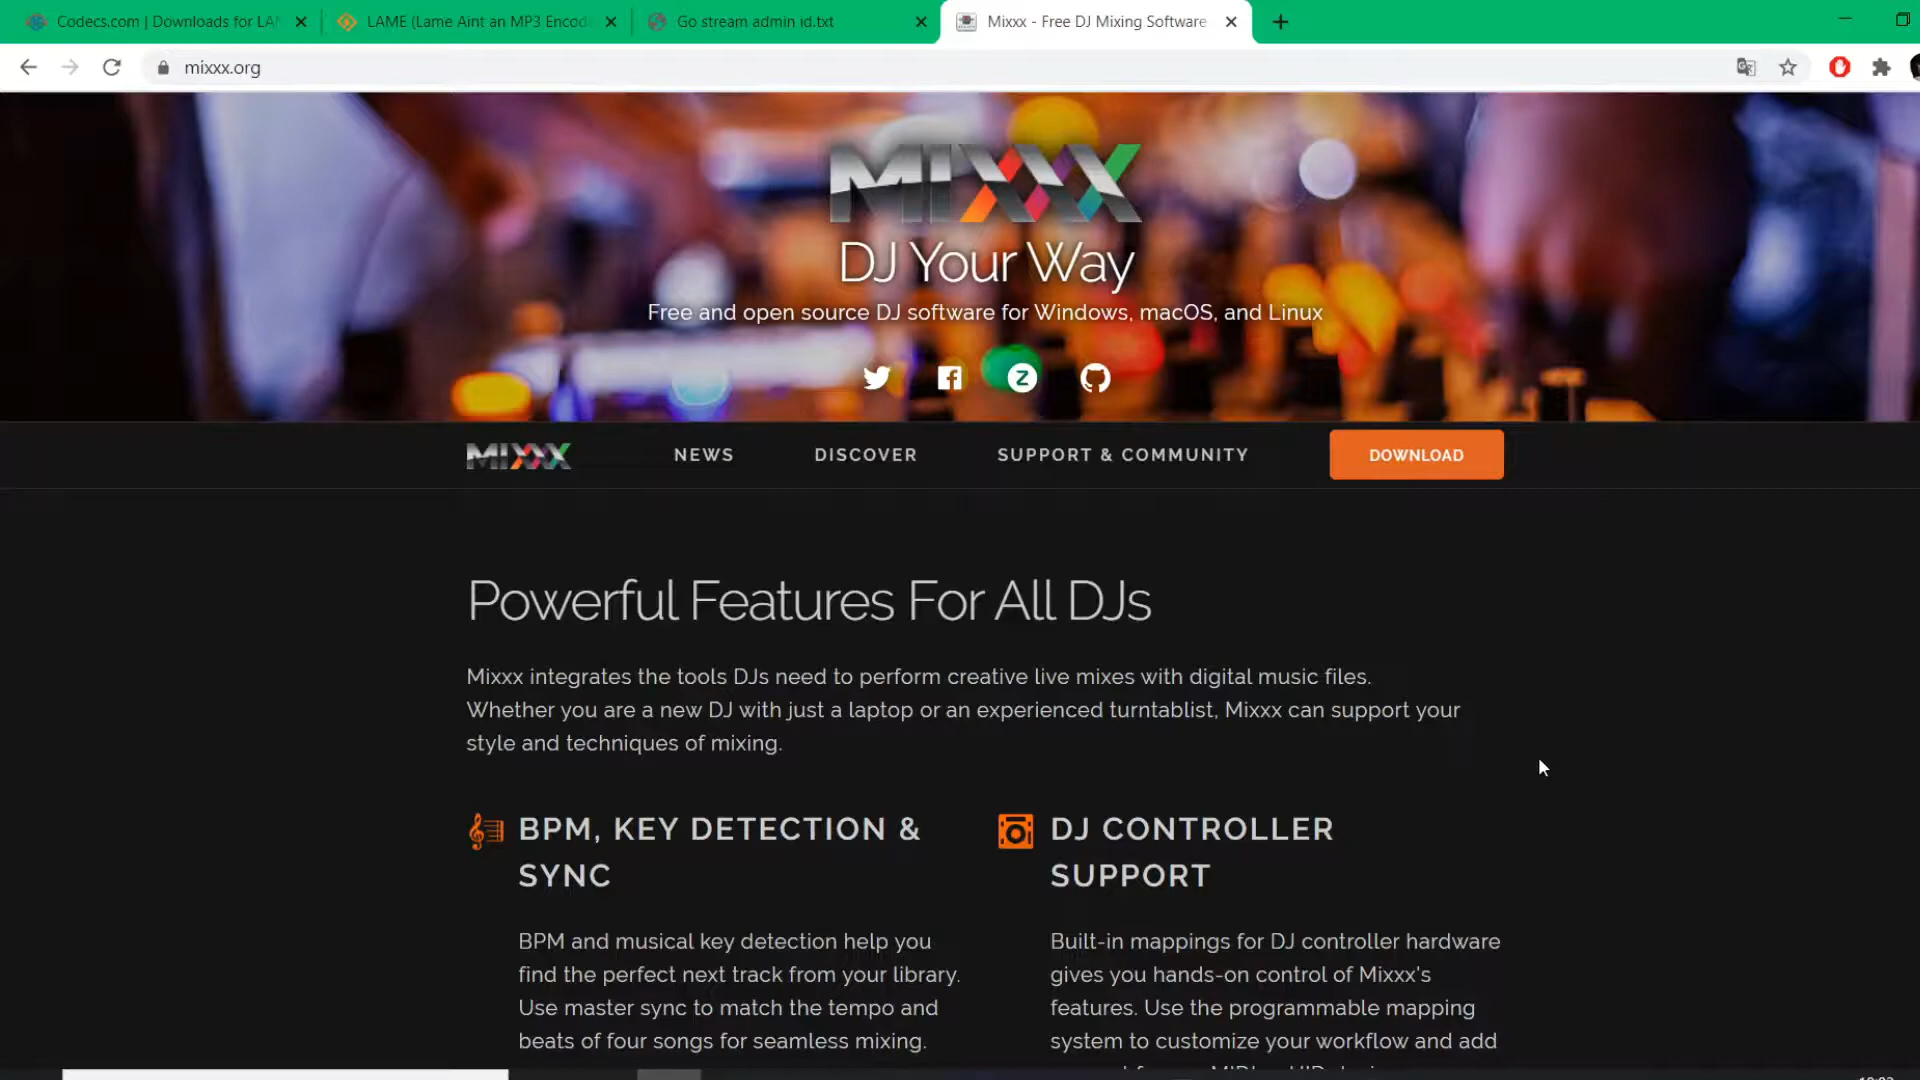 Codecs.com | Downloads for LAM
LAME (Lame Aint an MP3 Encode
Go stream admin id.txt
Mixxx - Free DJ Mixing Software
mixxx.org
MIXXX
DJ Your Way
Free and open source DJ software for Windows, macOS, and Linux
MIXXX
NEWS
DISCOVER
SUPPORT & COMMUNITY
DOWNLOAD
Powerful Features For All DJs
Mixxx integrates the tools DJs need to perform creative live mixes with digital music files.
Whether you are a new DJ with just a laptop or an experienced turntablist, Mixxx can support your
style and techniques of mixing.
BPM, KEY DETECTION &
SYNC
BPM and musical key detection help you
find the perfect next track from your library.
Use master sync to match the tempo and
beats of four songs for seamless mixing.
DJ CONTROLLER
SUPPORT
Built-in mappings for DJ controller hardware
gives you hands-on control of Mixxx's
features. Use the programmable mapping
system to customize your workflow and add